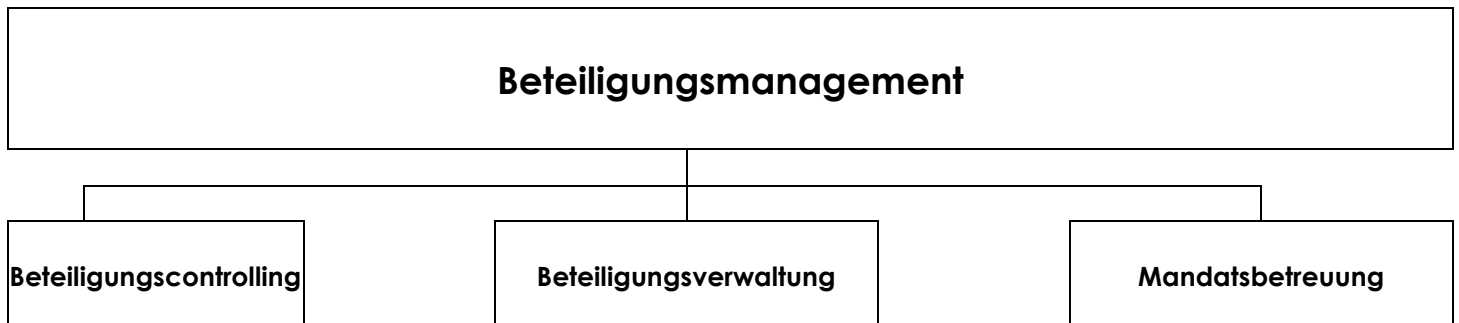 Beteiligungsmanagement
Beteiligungscontrolling
Beteiligungsverwaltung
Mandatsbetreuung